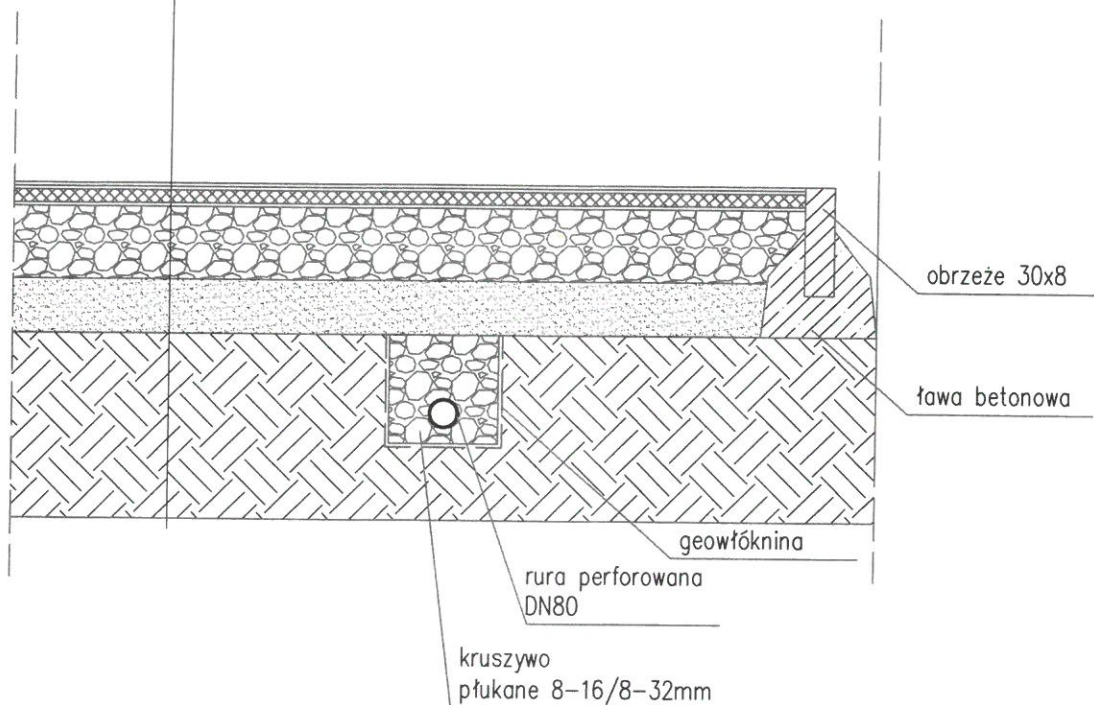 obrzeże 30x8
ława betonowa
geowłóknina
rura perforowana
DN80
kruszywo
płukane 8-16/8-32mm